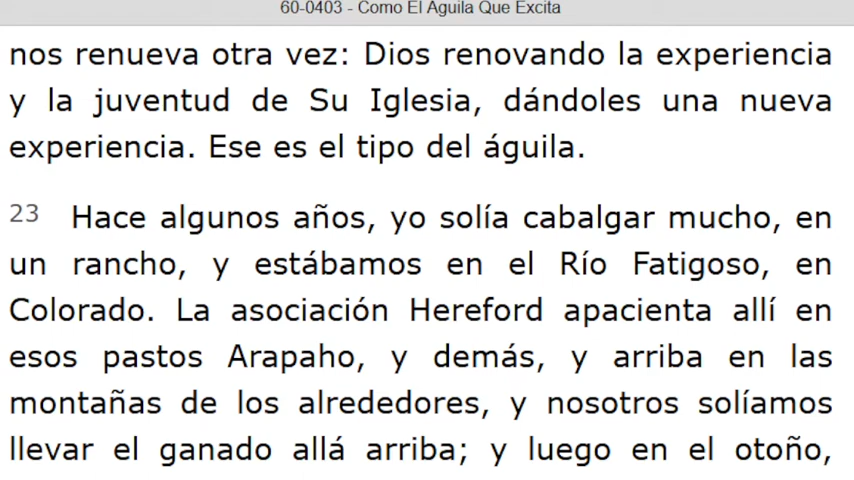 60-0403 - Como El Aguila Que Excita
nos renueva otra vez: Dios renovando la experiencia
y la juventud de Su Iglesia, dándoles una nueva
experiencia. Ese es el tipo del águila.
23 Hace algunos años, yo solía cabalgar mucho, en
un rancho, y estábamos en el Río Fatigoso, en
Colorado. La asociación Hereford apacienta allí en
esos pastos Arapaho, y demás, y arriba en las
montañas de los alrededores, y nosotros solíamos
llevar el ganado allá arriba; y luego en el otoño,